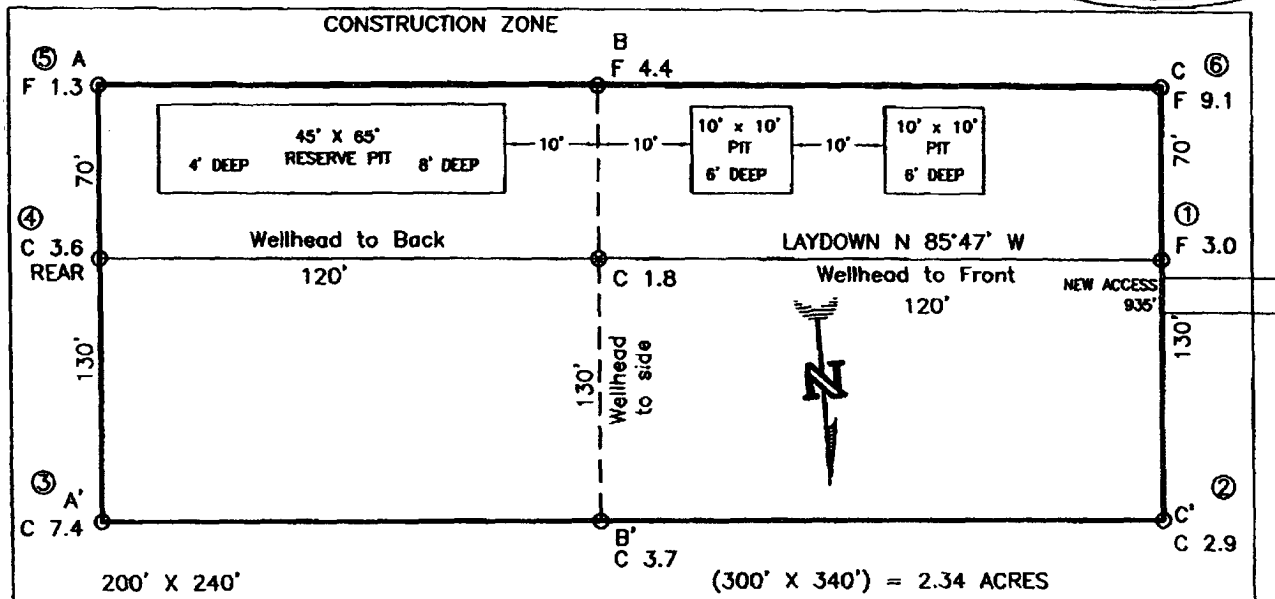 CONSTRUCTION ZONE
⑤ A
F 1.3
B
F 4.4
C ⑥
F 9.1
45' X 65'
RESERVE PIT
4' DEEP
8' DEEP
10'
10'
10' x 10'
PIT
6' DEEP
10'
10' x 10'
PIT
6' DEEP
70'
70'
④
C 3.6
REAR
Wellhead to Back
120'
C 1.8
LAYDOWN N 85°47' W
Wellhead to Front
120'
①
F 3.0
NEW ACCESS
935'
130'
130'
Wellhead
to side
N
130'
③
A'
C 7.4
B'
C 3.7
②
C'
C 2.9
200' X 240'
(300' X 340') = 2.34 ACRES